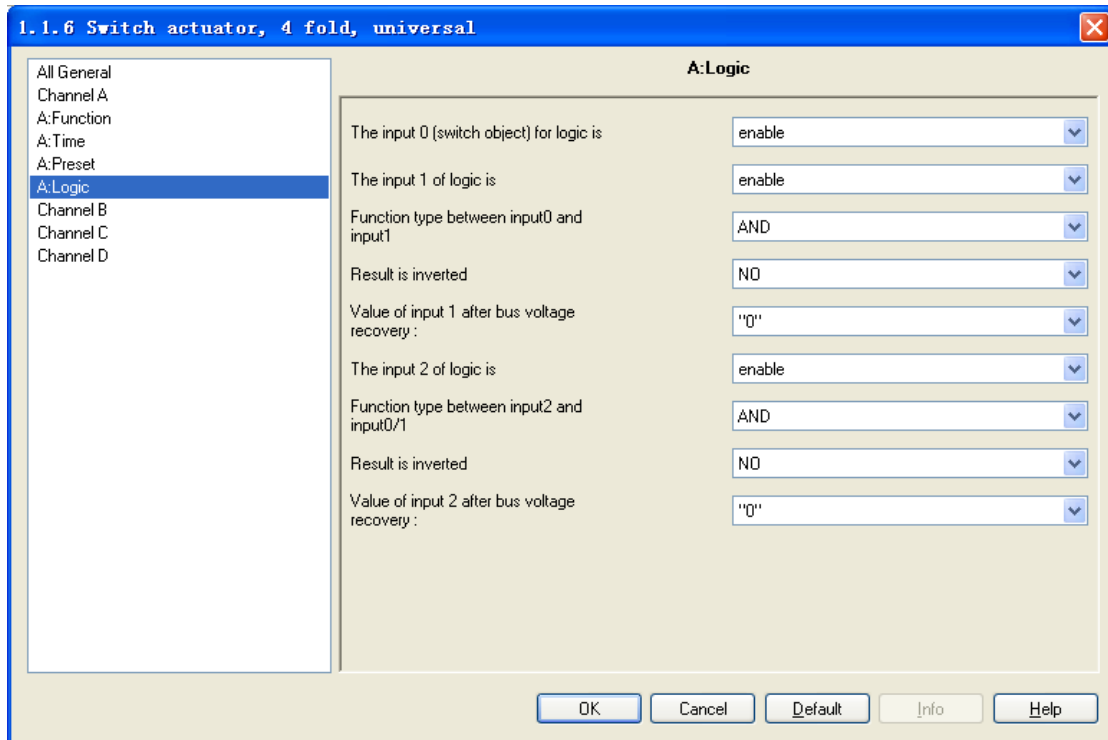 1.1.6 Switch actuator, 4 fold, universal
All General
Channel A
A:Function
A:Time
A:Preset
A:Logic
Channel B
Channel C
Channel D
A:Logic
The input 0 (switch object) for logic is
enable
The input 1 of logic is
enable
Function type between input0 and
input1
AND
Result is inverted
NO
Value of input 1 after bus voltage
recovery :
"0"
The input 2 of logic is
enable
Function type between input2 and
input0/1
AND
Result is inverted
NO
Value of input 2 after bus voltage
recovery :
"0"
OK
Cancel
Default
Info
Help